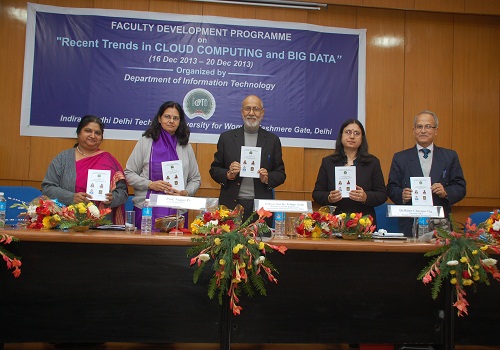 FACULTY DEVELOPMENT PROGRAMME
on
"Recent Trends in CLOUD COMPUTING and BIG DATA"
(16 Dec 2013 – 20 Dec 2013)
Organized by
Department of Information Technology
Indira Delhi Technical University for Women, Kashmere Gate, Delhi